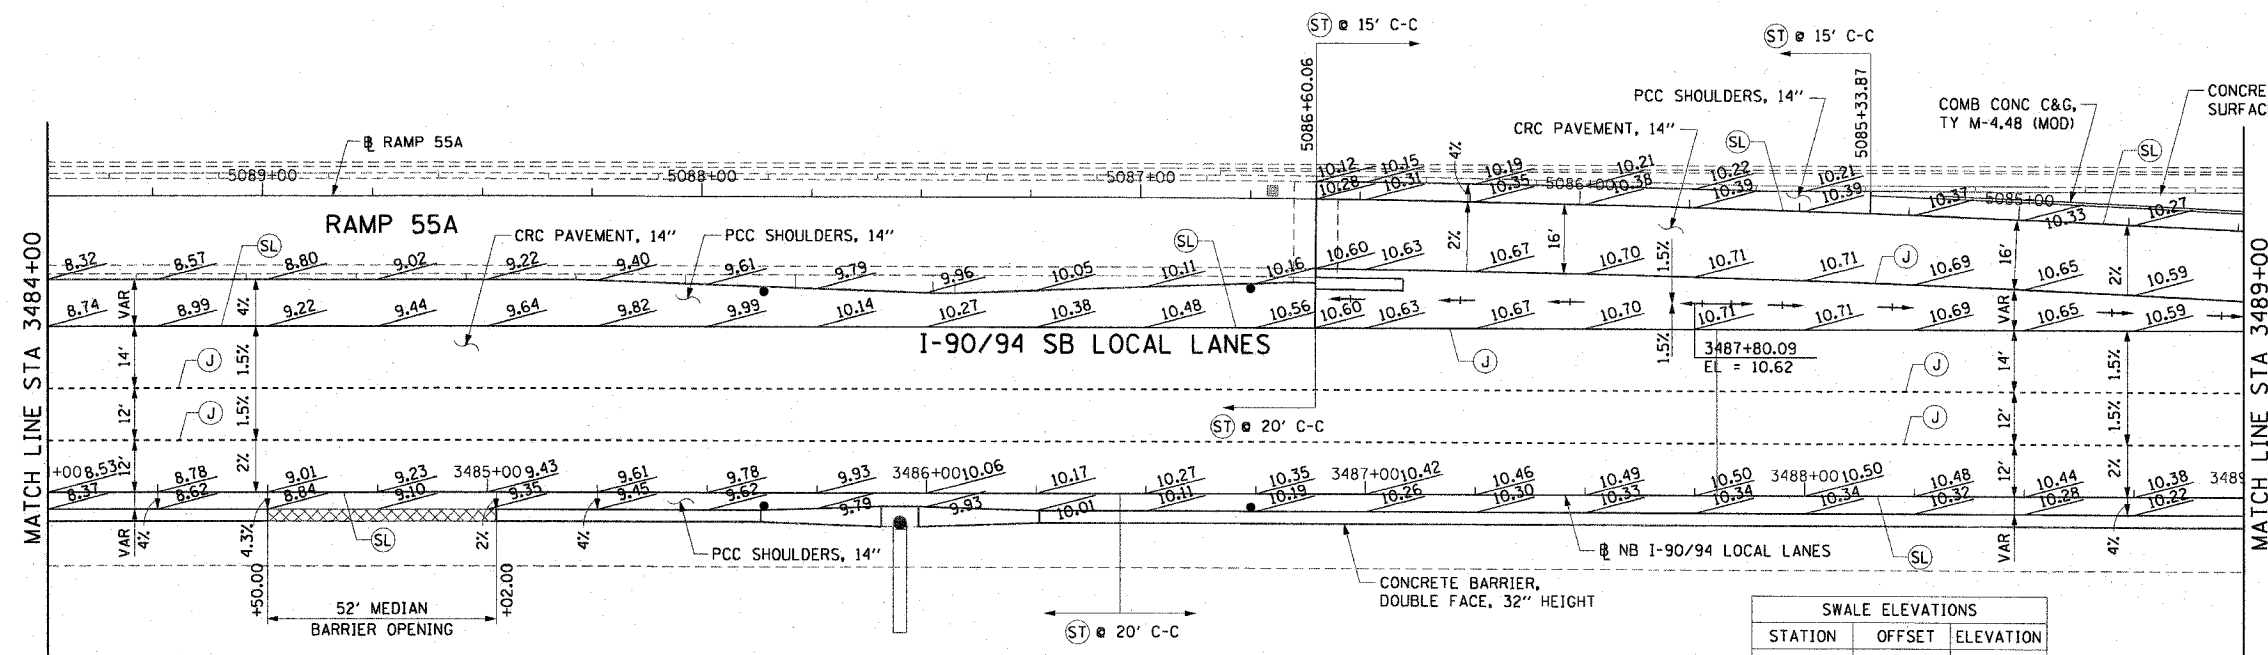 ST @ 15' C-C
ST @ 15' C-C
5086+60.06
5085+33.87
PCC SHOULDERS, 14"
CRC PAVEMENT, 14"
SL
COMB CONC C&G,
TY M-4.48 (MOD)
CONCRE
SURFAC
SL
℄ RAMP 55A
5089+00
5088+00
5087+00
5086+00
5085+00
4%
10.12 10.15 10.19 10.21 10.22 10.21
10.28 10.31 10.35 10.38 10.39 10.39 10.37 10.33 10.27
RAMP 55A
CRC PAVEMENT, 14"
PCC SHOULDERS, 14"
SL
SL
2%
16'
1.5%
16'
2%
J
8.32 8.57 8.80 9.02 9.22 9.40 9.61 9.79 9.96 10.05 10.11 10.16 10.60 10.63 10.67 10.70 10.71 10.71 10.69 10.65 10.59
VAR
4%
VAR
8.74 8.99 9.22 9.44 9.64 9.82 9.99 10.14 10.27 10.38 10.48 10.56 10.60 10.63 10.67 10.70 10.71 10.71 10.69 10.65 10.59
I-90/94 SB LOCAL LANES
3487+80.09
EL = 10.62
1.5%
J
14'
J
1.5%
J
14'
1.5%
12'
J
1.5%
J
12'
1.5%
ST @ 20' C-C
12'
2%
12'
2%
+00 8.53 8.78 9.01 9.23 3485+00 9.43 9.61 9.78 9.93 3486+00 10.06 10.17 10.27 10.35 3487+00 10.42 10.46 10.49 10.50 3488+00 10.50 10.48 10.44 10.38 3489
8.37 8.62 8.84 9.10 9.35 9.45 9.62 9.79 9.93 10.01 10.11 10.19 10.26 10.30 10.33 10.34 10.34 10.32 10.28 10.22
VAR
4%
4.3%
SL
2%
4%
PCC SHOULDERS, 14"
℄ NB I-90/94 LOCAL LANES
SL
VAR
4%
+50.00
52' MEDIAN
BARRIER OPENING
+02.00
CONCRETE BARRIER,
DOUBLE FACE, 32" HEIGHT
ST @ 20' C-C
SWALE ELEVATIONS
STATION OFFSET ELEVATION
MATCH LINE STA 3484+00
MATCH LINE STA 3489+00